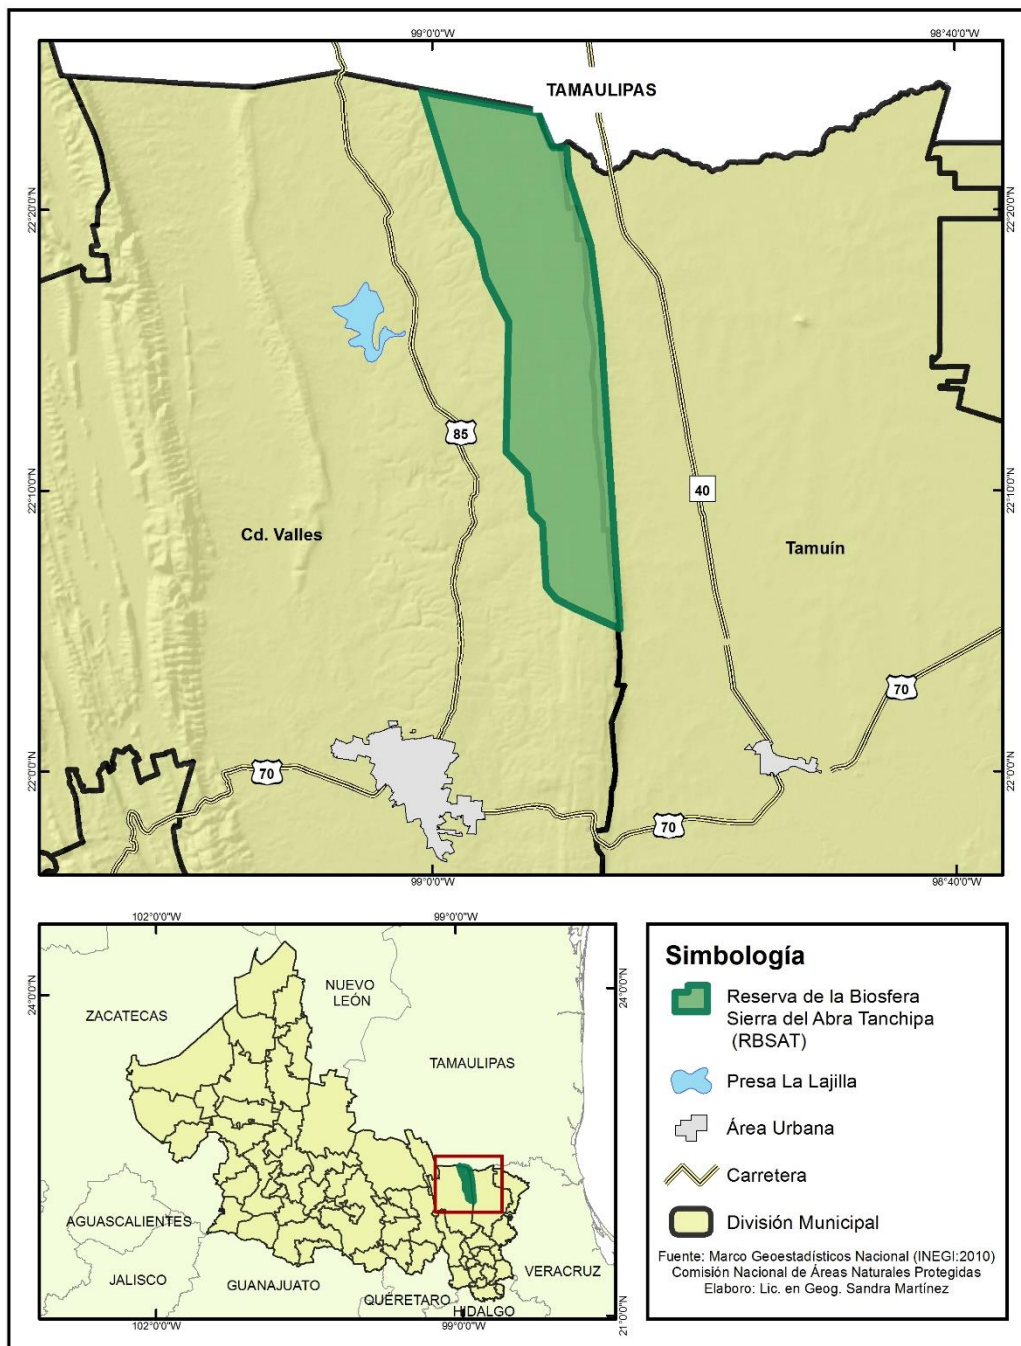 99°0'0"W
98°40'0"W
TAMAULIPAS
22°20'0"N
22°20'0"N
85
22°10'0"N
22°10'0"N
40
Cd. Valles
Tamuín
70
22°0'0"N
22°0'0"N
70
70
99°0'0"W
98°40'0"W
102°0'0"W
99°0'0"W
24°0'0"N
24°0'0"N
NUEVO
LEÓN
ZACATECAS
TAMAULIPAS
AGUASCALIENTES
JALISCO
GUANAJUATO
QUÉRETARO
HIDALGO
VERACRUZ
21°0'0"N
102°0'0"W
99°0'0"W
Simbología
Reserva de la Biosfera
Sierra del Abra Tanchipa
(RBSAT)
Presa La Lajilla
Área Urbana
Carretera
División Municipal
Fuente: Marco Geoestadísticos Nacional (INEGI:2010)
Comisión Nacional de Áreas Naturales Protegidas
Elaboro: Lic. en Geog. Sandra Martínez